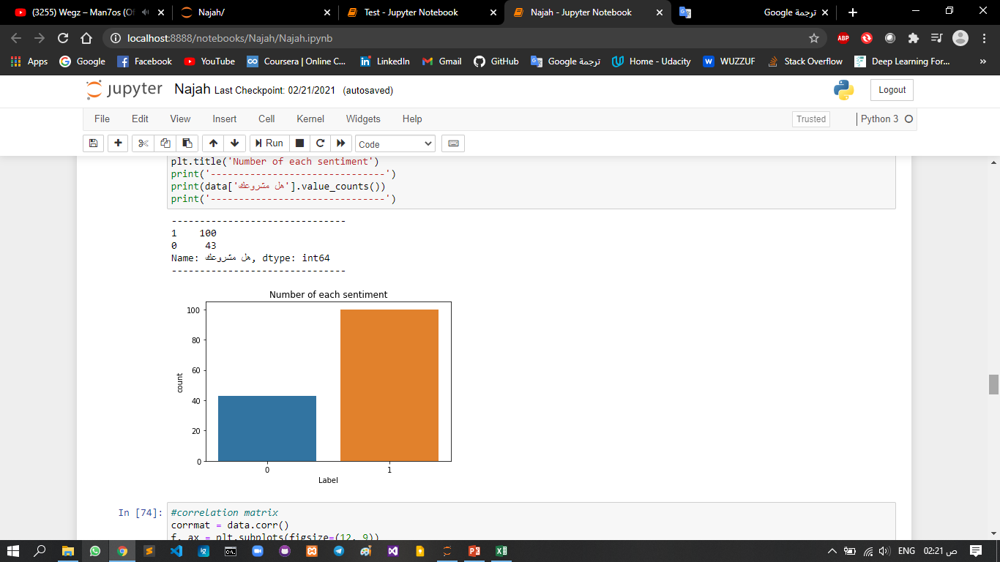 (3255) Wegz – Man7os (Of
Najah/
Test - Jupyter Notebook
Najah - Jupyter Notebook
ترجمة Google
localhost:8888/notebooks/Najah/Najah.ipynb
ABP
Apps
Google
Facebook
YouTube
Coursera | Online C...
LinkedIn
Gmail
GitHub
ترجمة Google
Home - Udacity
WUZZUF
Stack Overflow
Deep Learning For...
»
jupyter Najah Last Checkpoint: 02/21/2021 (autosaved)
Logout
File Edit View Insert Cell Kernel Widgets Help
Trusted
Python 3
Run
Code
plt.title('Number of each sentiment')
print('-------------------------------')
print(data['هل مشروعك'].value_counts())
print('-------------------------------')
-------------------------------
1    100
0     43
Name: هل مشروعك, dtype: int64
-------------------------------
Number of each sentiment
100
80
60
40
20
0
count
0 1
Label
In [74]:
#correlation matrix
corrmat = data.corr()
f, ax = plt.subplots(figsize=(12, 9))
ENG
02:21 ص